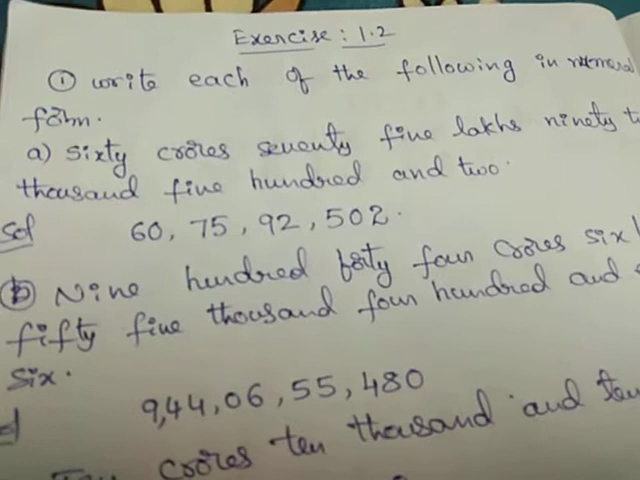 Exercise : 1.2
① write each of the following in numeral
form.
a) sixty crores seventy five lakhs ninety
thousand five hundred and two.
Sol 60, 75, 92, 502.
ⓑ Nine hundred forty four crores six
fifty five thousand four hundred and
six.
9,44, 06, 55, 480
crores ten thousand and ten